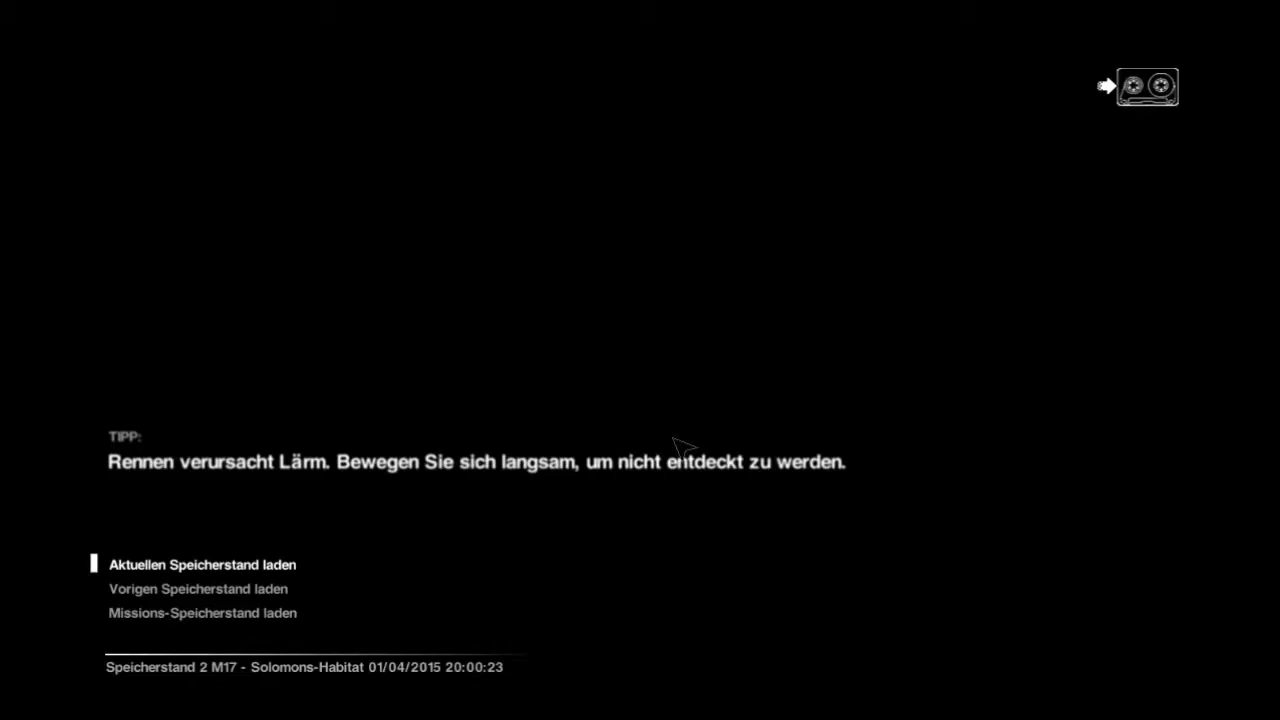 TIPP:
Rennen verursacht Lärm. Bewegen Sie sich langsam, um nicht entdeckt zu werden.
Aktuellen Speicherstand laden
Vorigen Speicherstand laden
Missions-Speicherstand laden
Speicherstand 2 M17 - Solomons-Habitat 01/04/2015 20:00:23